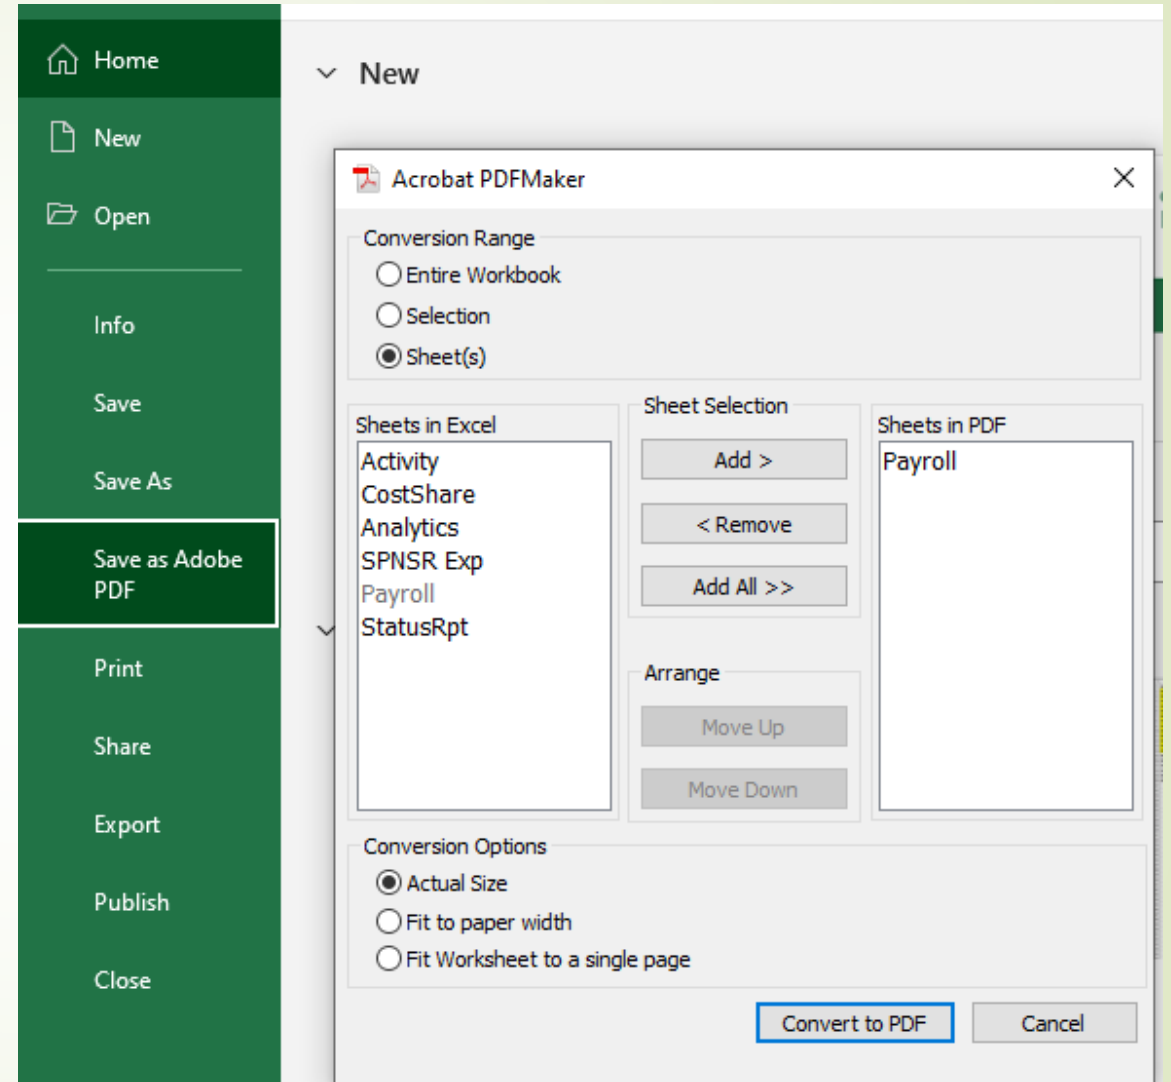 Home
New
Open
Info
Save
Save As
Save as Adobe
PDF
Print
Share
Export
Publish
Close
New
Acrobat PDFMaker
Conversion Range
Entire Workbook
Selection
Sheet(s)
Sheets in Excel
Activity
CostShare
Analytics
SPNSR Exp
Payroll
StatusRpt
Sheet Selection
Add >
< Remove
Add All >>
Arrange
Move Up
Move Down
Sheets in PDF
Payroll
Conversion Options
Actual Size
Fit to paper width
Fit Worksheet to a single page
Convert to PDF
Cancel